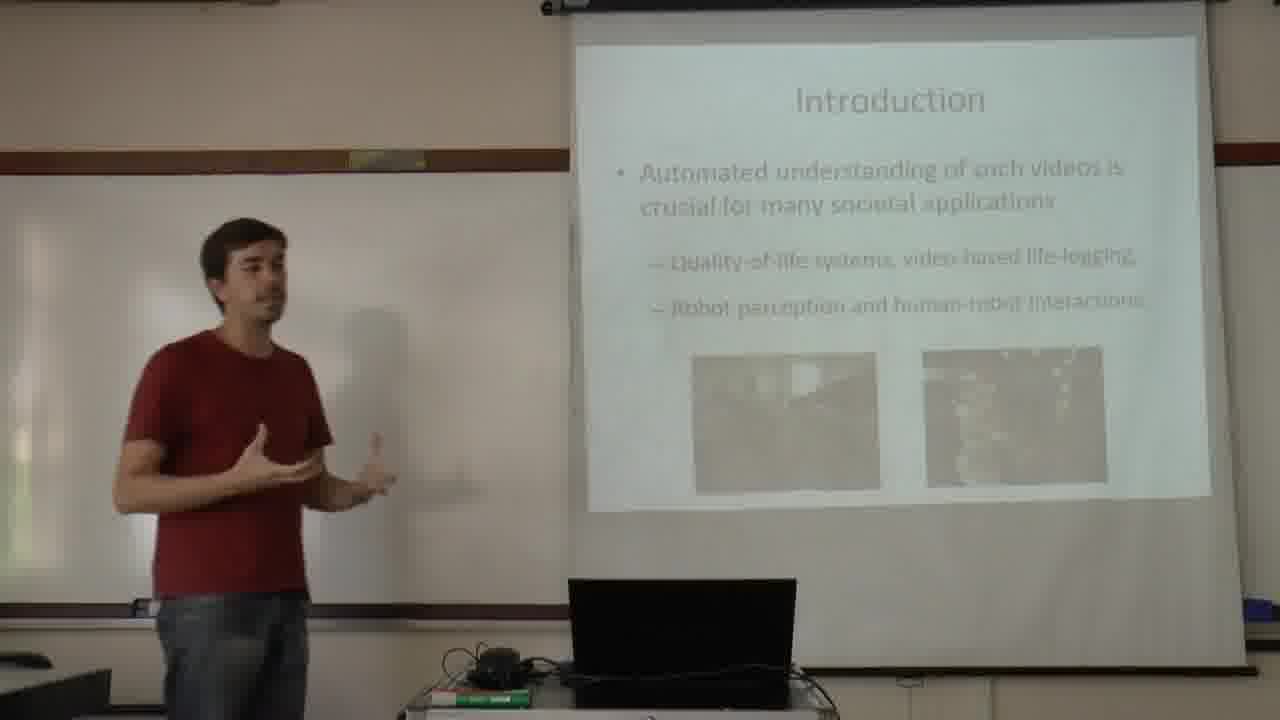 Introduction
• Automated understanding of such videos is
crucial for many societal applications
– Quality-of-life systems, video-based life-logging,
– Robot perception and human-robot interactions